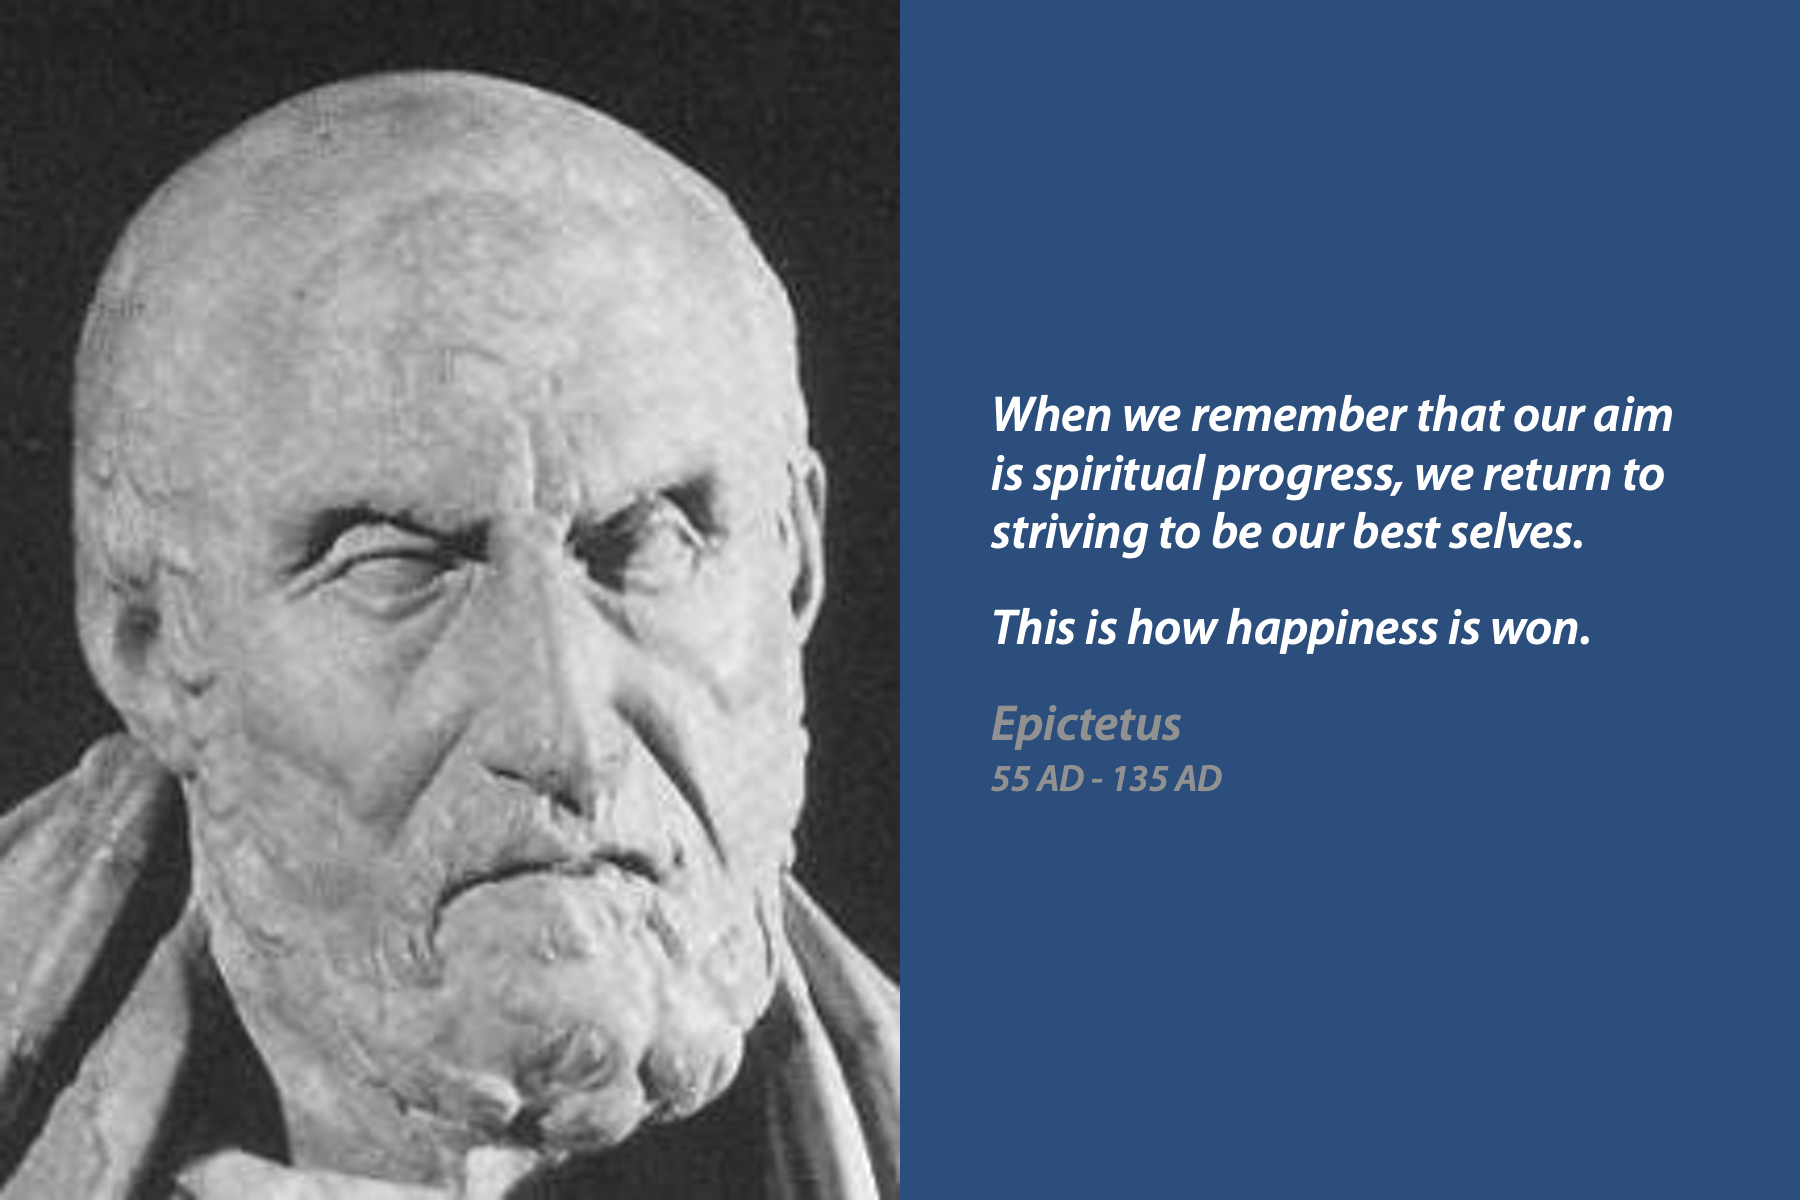 When we remember that our aim
is spiritual progress, we return to
striving to be our best selves.
This is how happiness is won.
Epictetus
55 AD - 135 AD